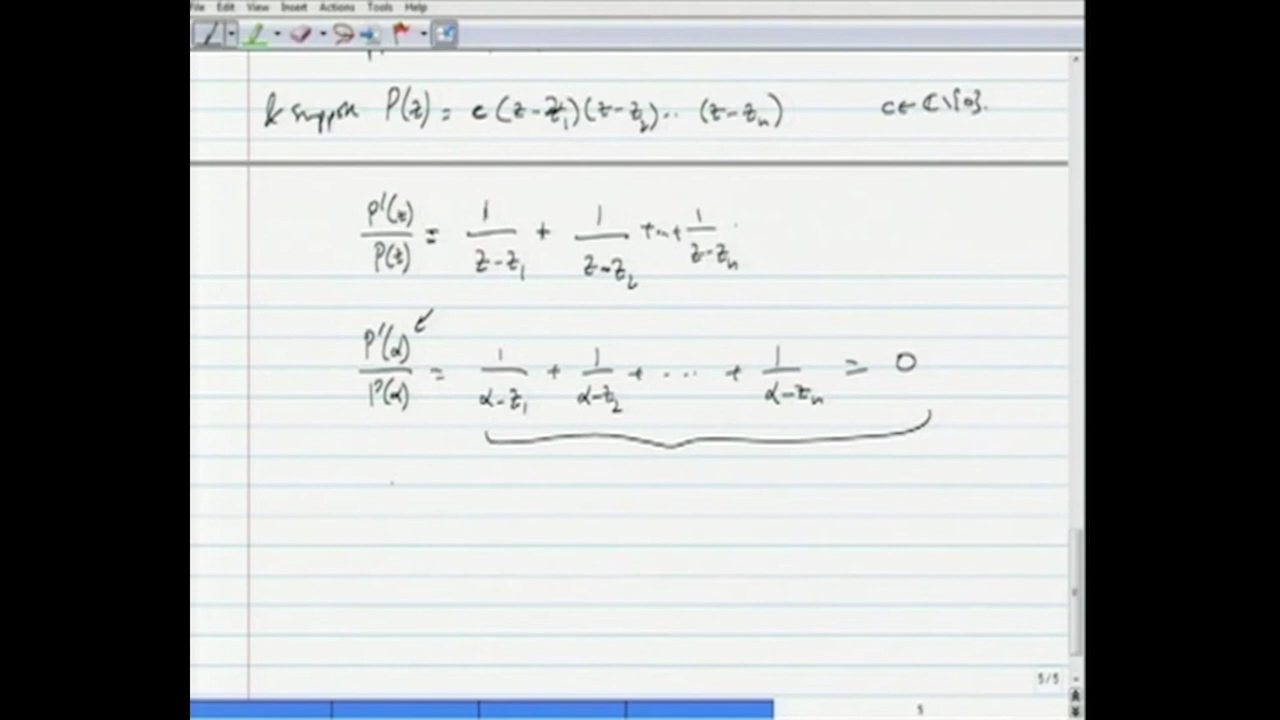 File Edit View Insert Actions Tools Help
& suppose P(z) = c (z - z₁)(z - z₂)... (z - zₙ) c ∈ ℂ\{0}.
P'(z)/P(z) = 1/(z - z₁) + 1/(z - z₂) + ... + 1/(z - zₙ)
P'(α)/P(α) = 1/(α - z₁) + 1/(α - z₂) + ... + 1/(α - zₙ) = 0
5/5
5